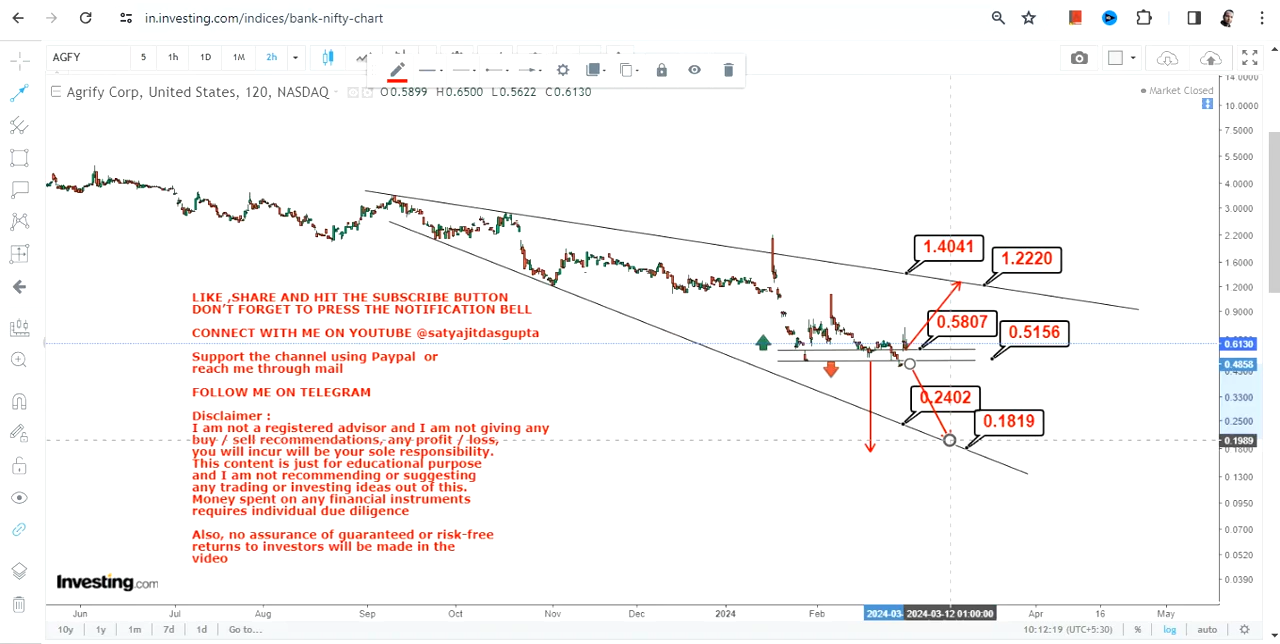 in.investing.com/indices/bank-nifty-chart
AGFY 5 1h 1D 1M 2h
Agrify Corp, United States, 120, NASDAQ O0.5899 H0.6500 L0.5622 C0.6130
Market Closed
14.0000
10.0000
7.5000
5.5000
4.0000
3.0000
2.2000
1.6000
1.2000
0.9000
0.6130
0.4858
0.3300
0.2500
0.1989
0.1800
0.1300
0.0950
0.0700
0.0520
0.0390
1.4041
1.2220
0.5807
0.5156
0.2402
0.1819
LIKE ,SHARE AND HIT THE SUBSCRIBE BUTTON
DON'T FORGET TO PRESS THE NOTIFICATION BELL
CONNECT WITH ME ON YOUTUBE @satyajitdasgupta
Support the channel using Paypal or
reach me through mail
FOLLOW ME ON TELEGRAM
Disclaimer :
I am not a registered advisor and I am not giving any
buy / sell recommendations, any profit / loss,
you will incur will be your sole responsibility.
This content is just for educational purpose
and I am not recommending or suggesting
any trading or investing ideas out of this.
Money spent on any financial instruments
requires individual due diligence
Also, no assurance of guaranteed or risk-free
returns to investors will be made in the
video
Investing.com
Jun Jul Aug Sep Oct Nov Dec 2024 Feb 2024-03- 2024-03-12 01:00:00 Apr 16 May
10y 1y 1m 7d 1d Go to... 10:12:19 (UTC+5:30) % log auto